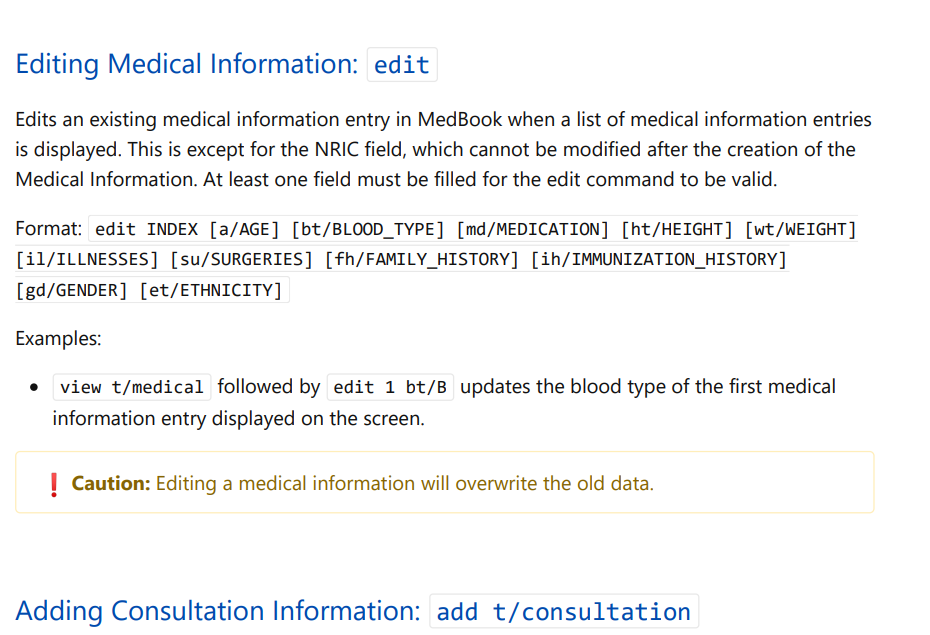 Editing Medical Information: edit
Edits an existing medical information entry in MedBook when a list of medical information entries
is displayed. This is except for the NRIC field, which cannot be modified after the creation of the
Medical Information. At least one field must be filled for the edit command to be valid.
Format: edit INDEX [a/AGE] [bt/BLOOD_TYPE] [md/MEDICATION] [ht/HEIGHT] [wt/WEIGHT]
[il/ILLNESSES] [su/SURGERIES] [fh/FAMILY_HISTORY] [ih/IMMUNIZATION_HISTORY]
[gd/GENDER] [et/ETHNICITY]
Examples:
• view t/medical followed by edit 1 bt/B updates the blood type of the first medical
information entry displayed on the screen.
❗ Caution: Editing a medical information will overwrite the old data.
Adding Consultation Information: add t/consultation